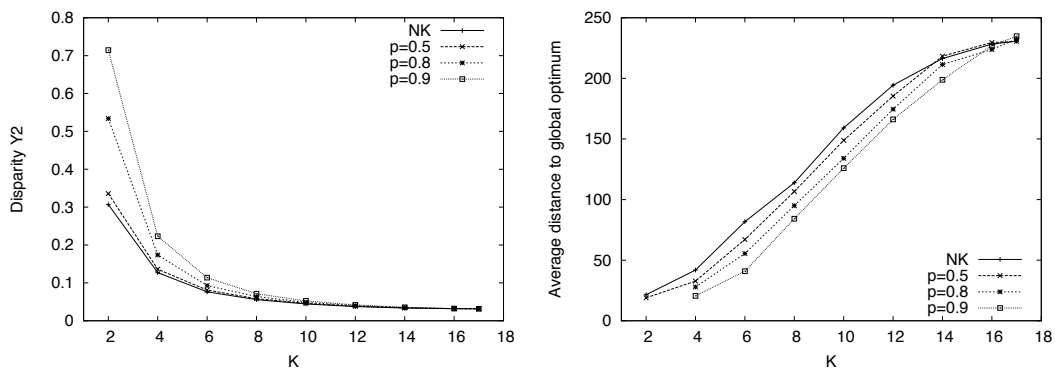 Disparity Y2
0.8
0.7
0.6
0.5
0.4
0.3
0.2
0.1
0
2 4 6 8 10 12 14 16 18
K
NK
p=0.5
p=0.8
p=0.9
Average distance to global optimum
250
200
150
100
50
0
2 4 6 8 10 12 14 16 18
K
NK
p=0.5
p=0.8
p=0.9